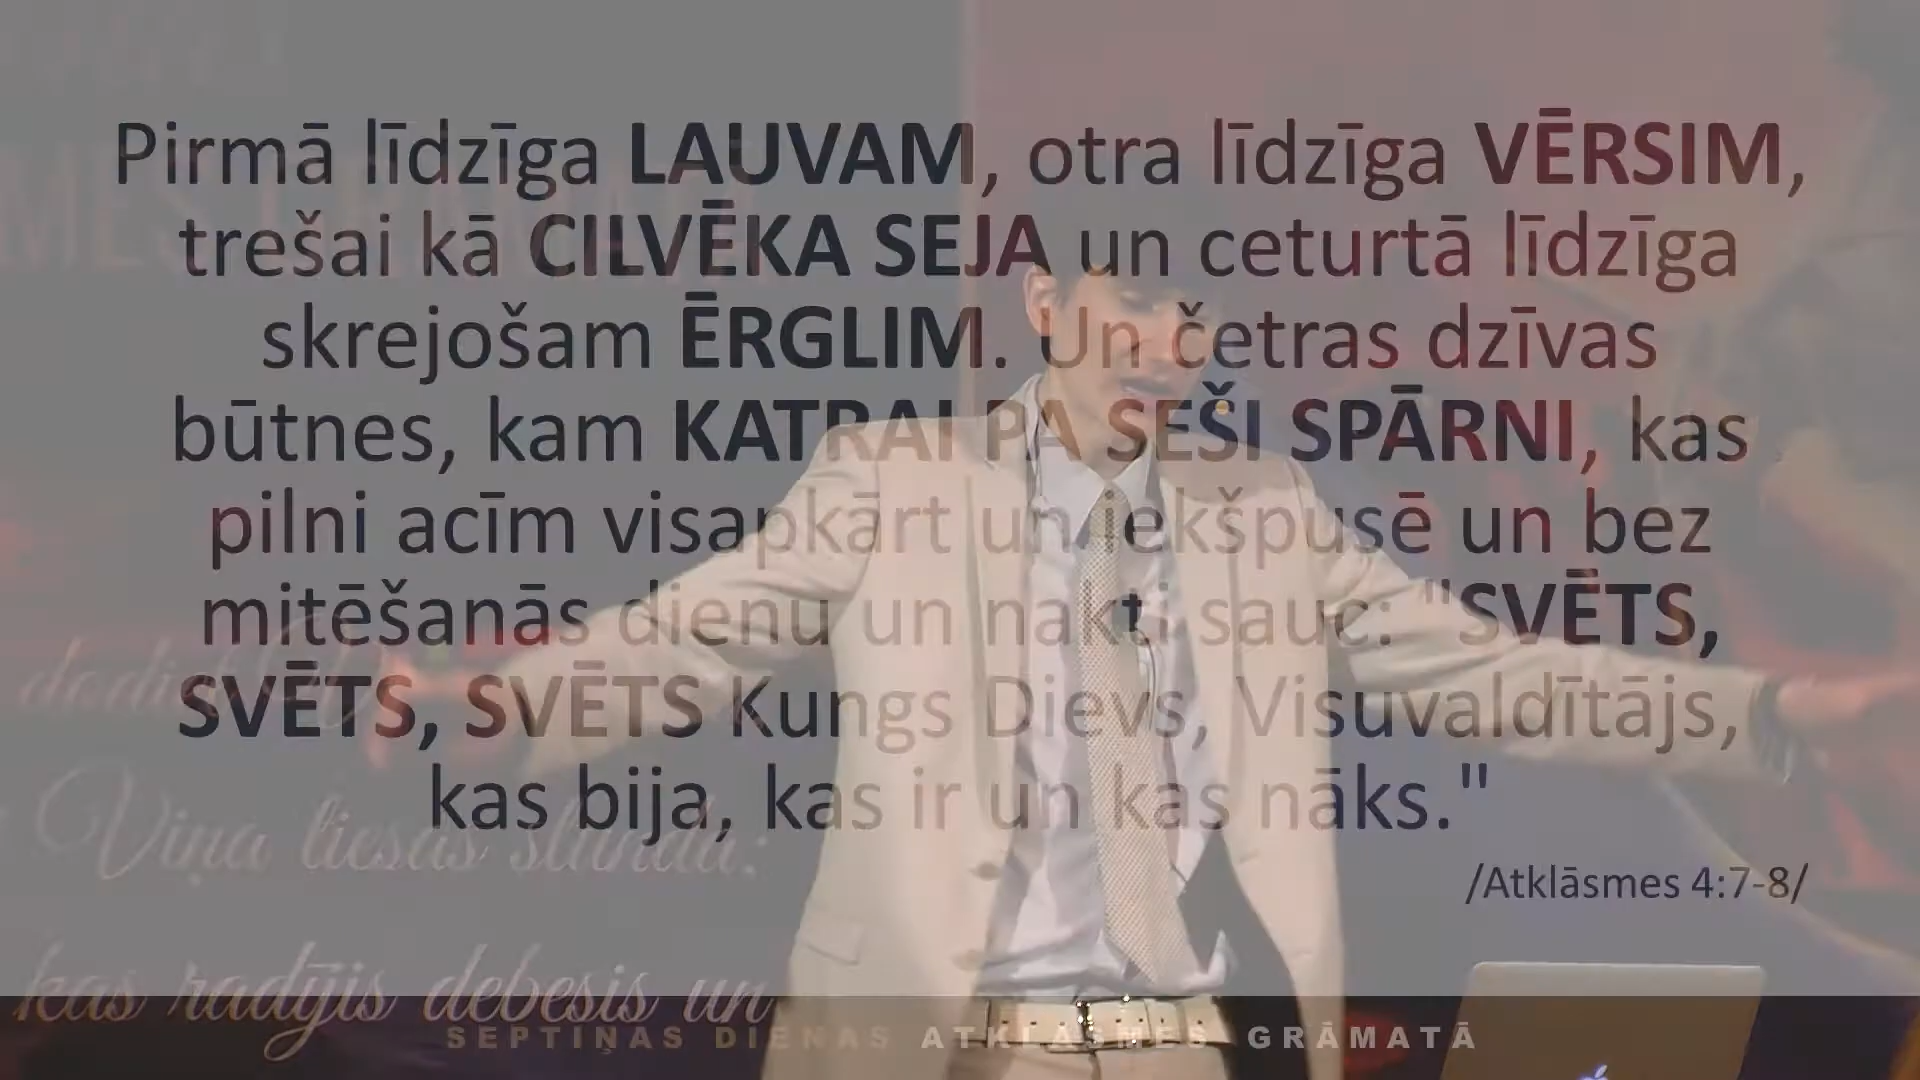 Pirmā līdzīga LAUVAM, otra līdzīga VĒRSIM,
trešai kā CILVĒKA SEJA un ceturtā līdzīga
skrejošam ĒRGLIM. Un četras dzīvas
būtnes, kam KATRAI PA SEŠI SPĀRNI, kas
pilni acīm visapkārt un iekšpusē un bez
mitēšanās dienu un nakti sauc: "SVĒTS,
SVĒTS, SVĒTS Kungs Dievs, Visuvaldītājs,
kas bija, kas ir un kas nāks."
/Atklāsmes 4:7-8/
Viņa tiesas stunda:
kas radījis debesis un
SEPTIŅAS DIENAS ATKLĀSMES GRĀMATĀ